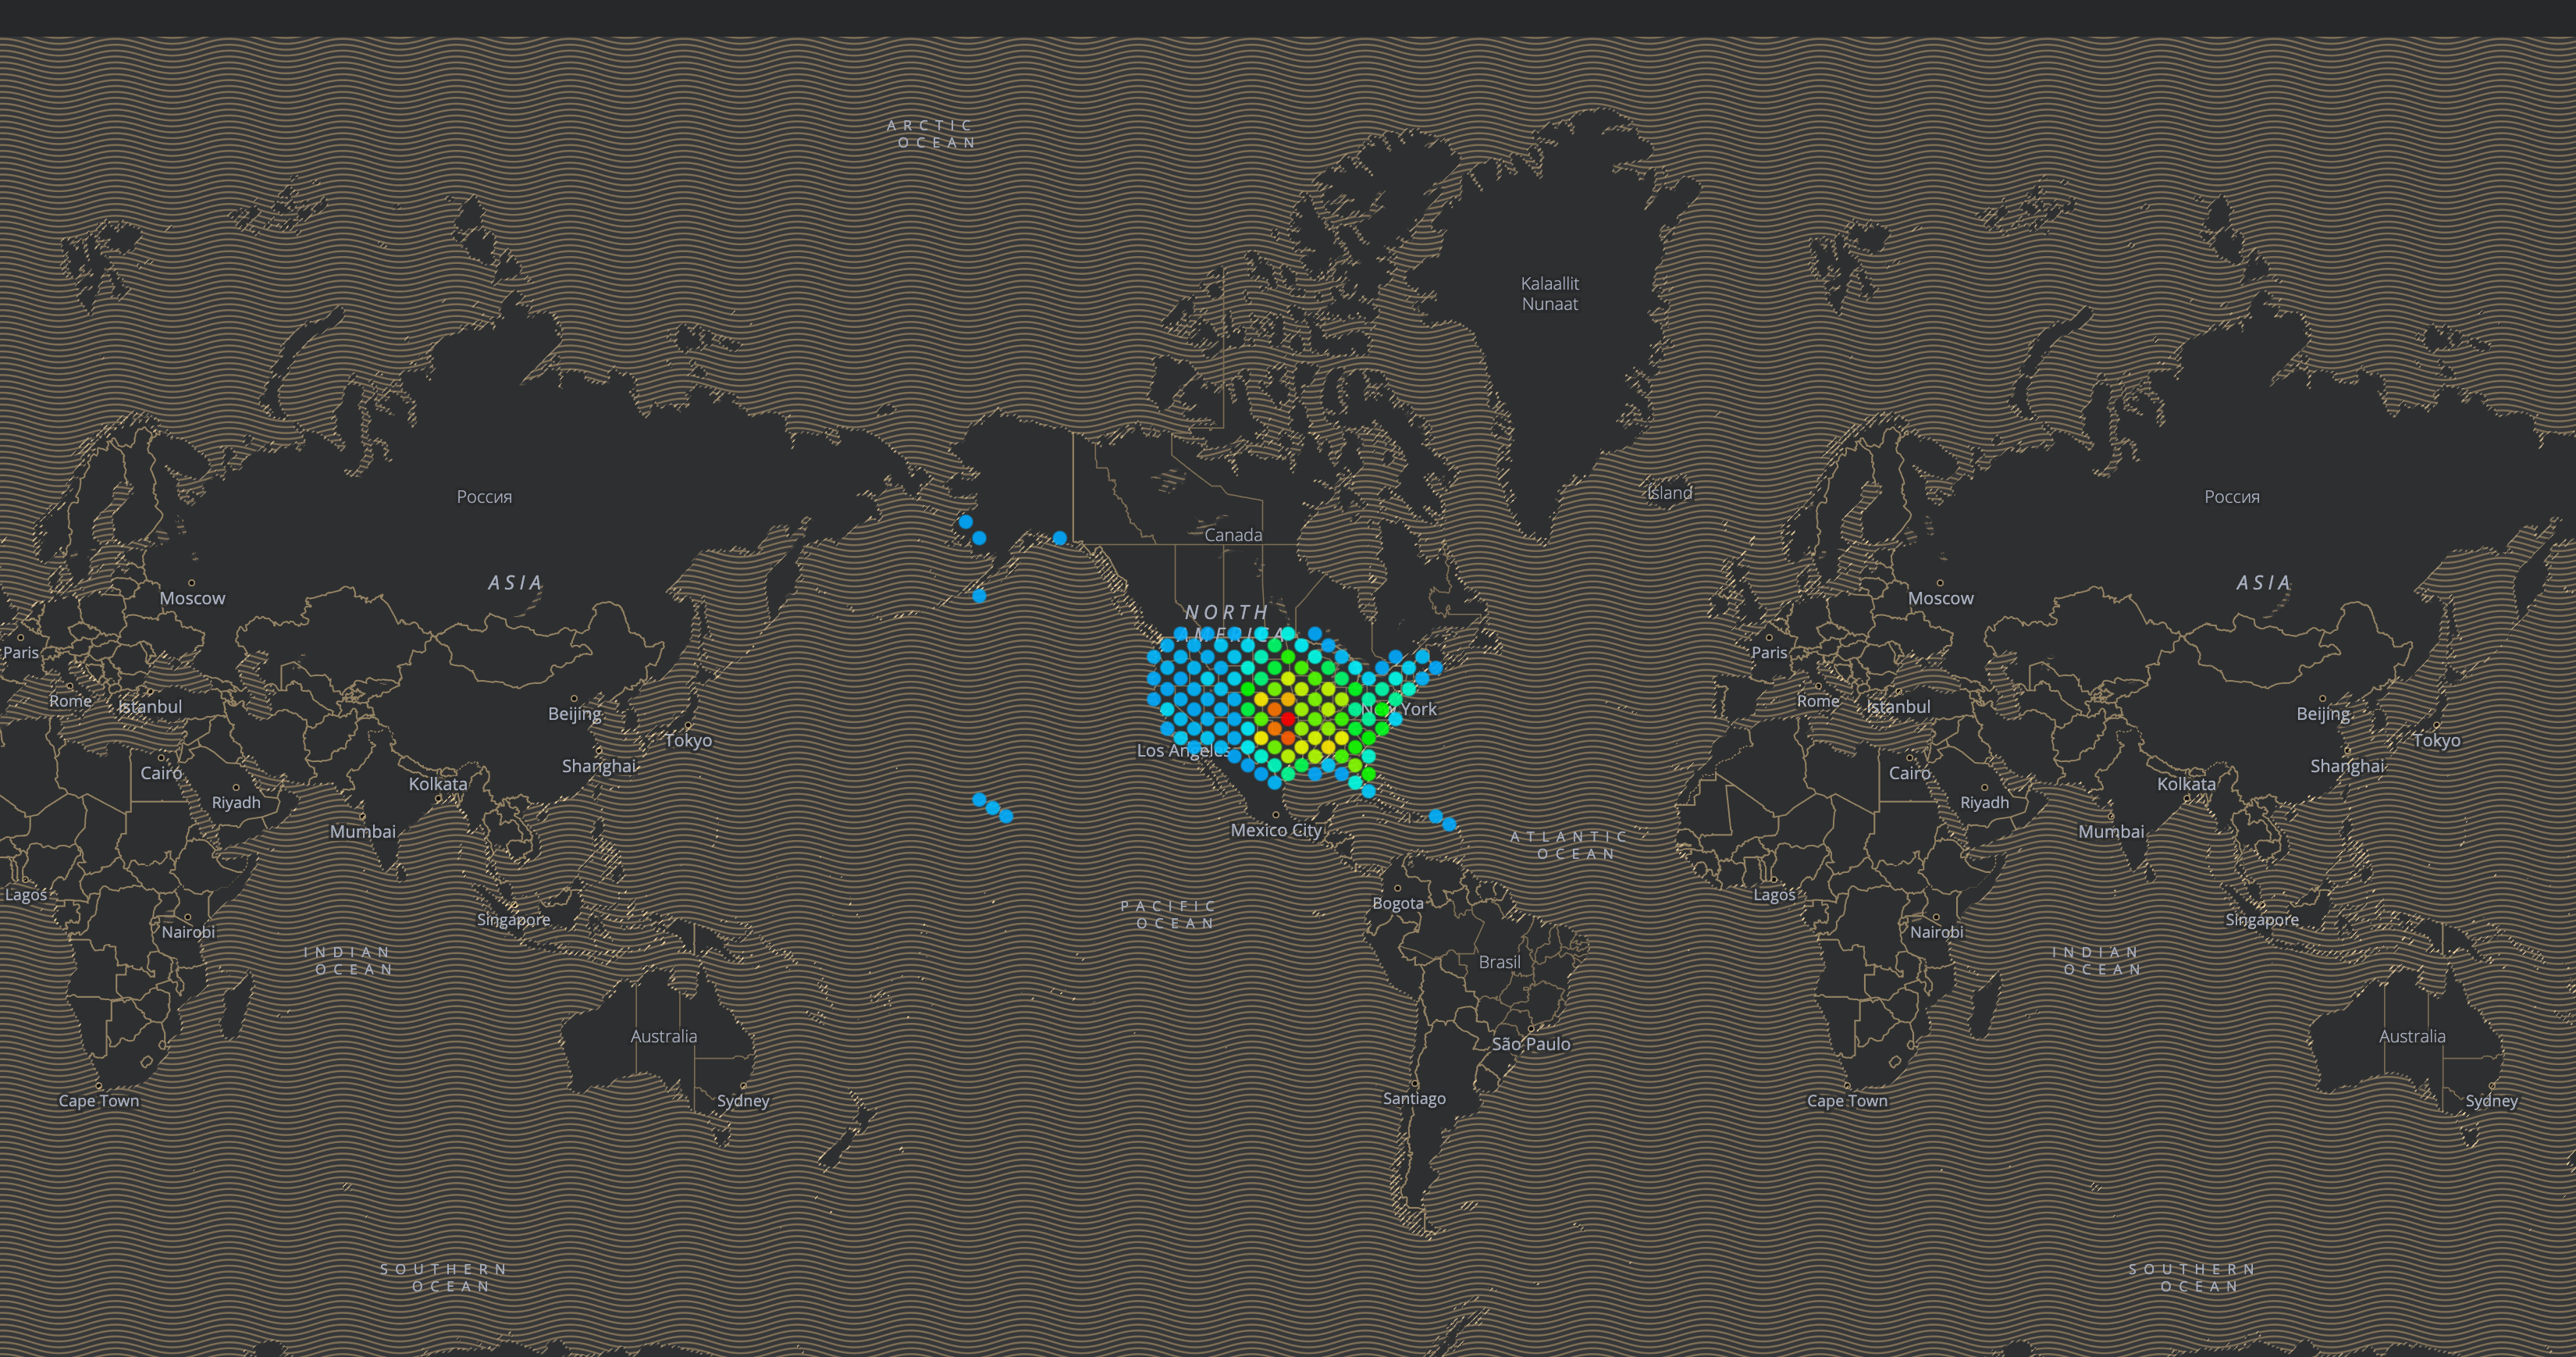 ARCTIC
OCEAN
Kalaallit
Nunaat
Россия
Ísland
Россия
Canada
ASIA
ASIA
Moscow
Moscow
NORTH
AMERICA
Paris
Paris
Rome
Istanbul
New York
Rome
Istanbul
Beijing
Beijing
Tokyo
Tokyo
Los Angeles
Shanghai
Shanghai
Cairo
Cairo
Kolkata
Kolkata
Riyadh
Riyadh
Mumbai
Mexico City
Mumbai
ATLANTIC
OCEAN
Lagos
Lagos
Bogota
PACIFIC
OCEAN
Singapore
Singapore
Nairobi
Nairobi
INDIAN
OCEAN
Brasil
INDIAN
OCEAN
Australia
Australia
São Paulo
Cape Town
Sydney
Santiago
Cape Town
Sydney
SOUTHERN
OCEAN
SOUTHERN
OCEAN